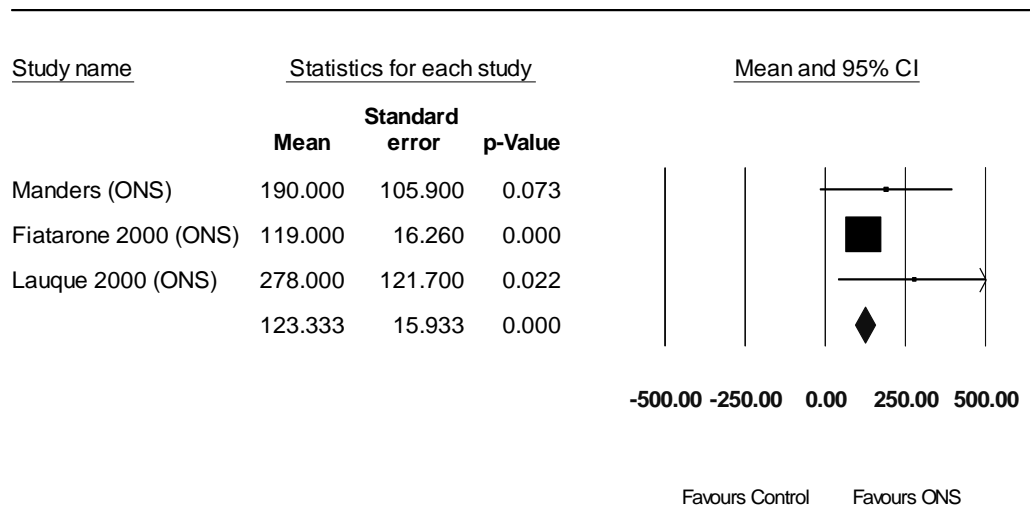 Study name Statistics for each study Mean and 95% CI
Standard
Mean error p-Value
Manders (ONS) 190.000 105.900 0.073
Fiatarone 2000 (ONS) 119.000 16.260 0.000
Lauque 2000 (ONS) 278.000 121.700 0.022
123.333 15.933 0.000
-500.00 -250.00 0.00 250.00 500.00
Favours Control Favours ONS